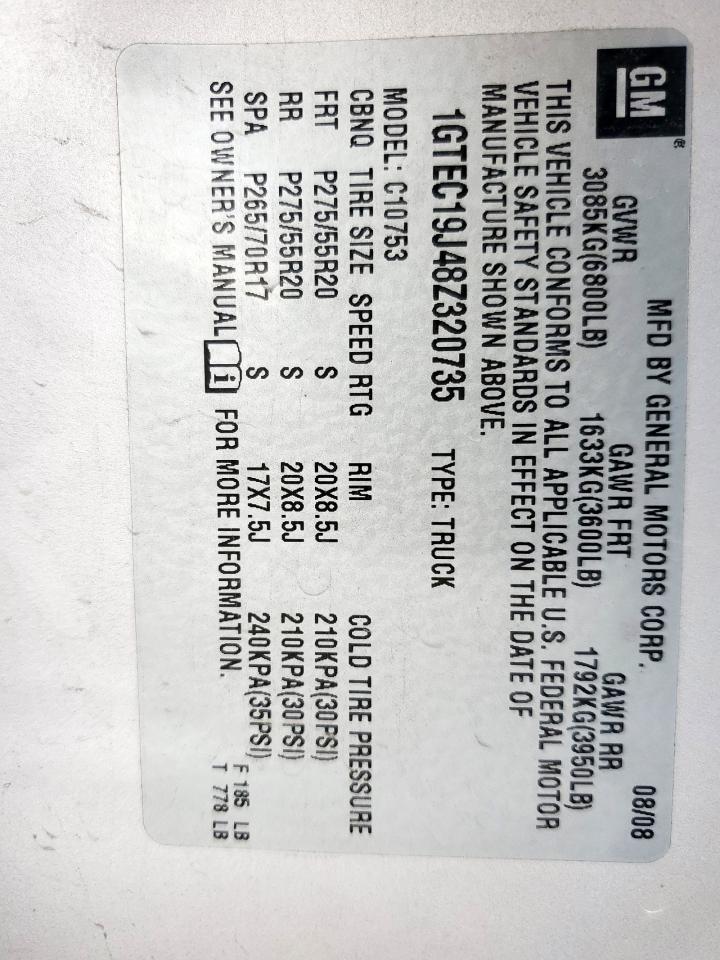 GM®
MFD BY GENERAL MOTORS CORP. 08/08
GVWR GAWR FRT GAWR RR
3085KG(6800LB) 1633KG(3600LB) 1792KG(3950LB)
THIS VEHICLE CONFORMS TO ALL APPLICABLE U.S. FEDERAL MOTOR
VEHICLE SAFETY STANDARDS IN EFFECT ON THE DATE OF
MANUFACTURE SHOWN ABOVE.
1GTEC19J48Z320735 TYPE: TRUCK
MODEL: C10753
CBNQ TIRE SIZE SPEED RTG RIM COLD TIRE PRESSURE
FRT P275/55R20 S 20X8.5J 210KPA(30PSI)
RR P275/55R20 S 20X8.5J 210KPA(30PSI)
SPA P265/70R17 S 17X7.5J 240KPA(35PSI)
SEE OWNER'S MANUAL i FOR MORE INFORMATION.
F 185 LB
T 778 LB